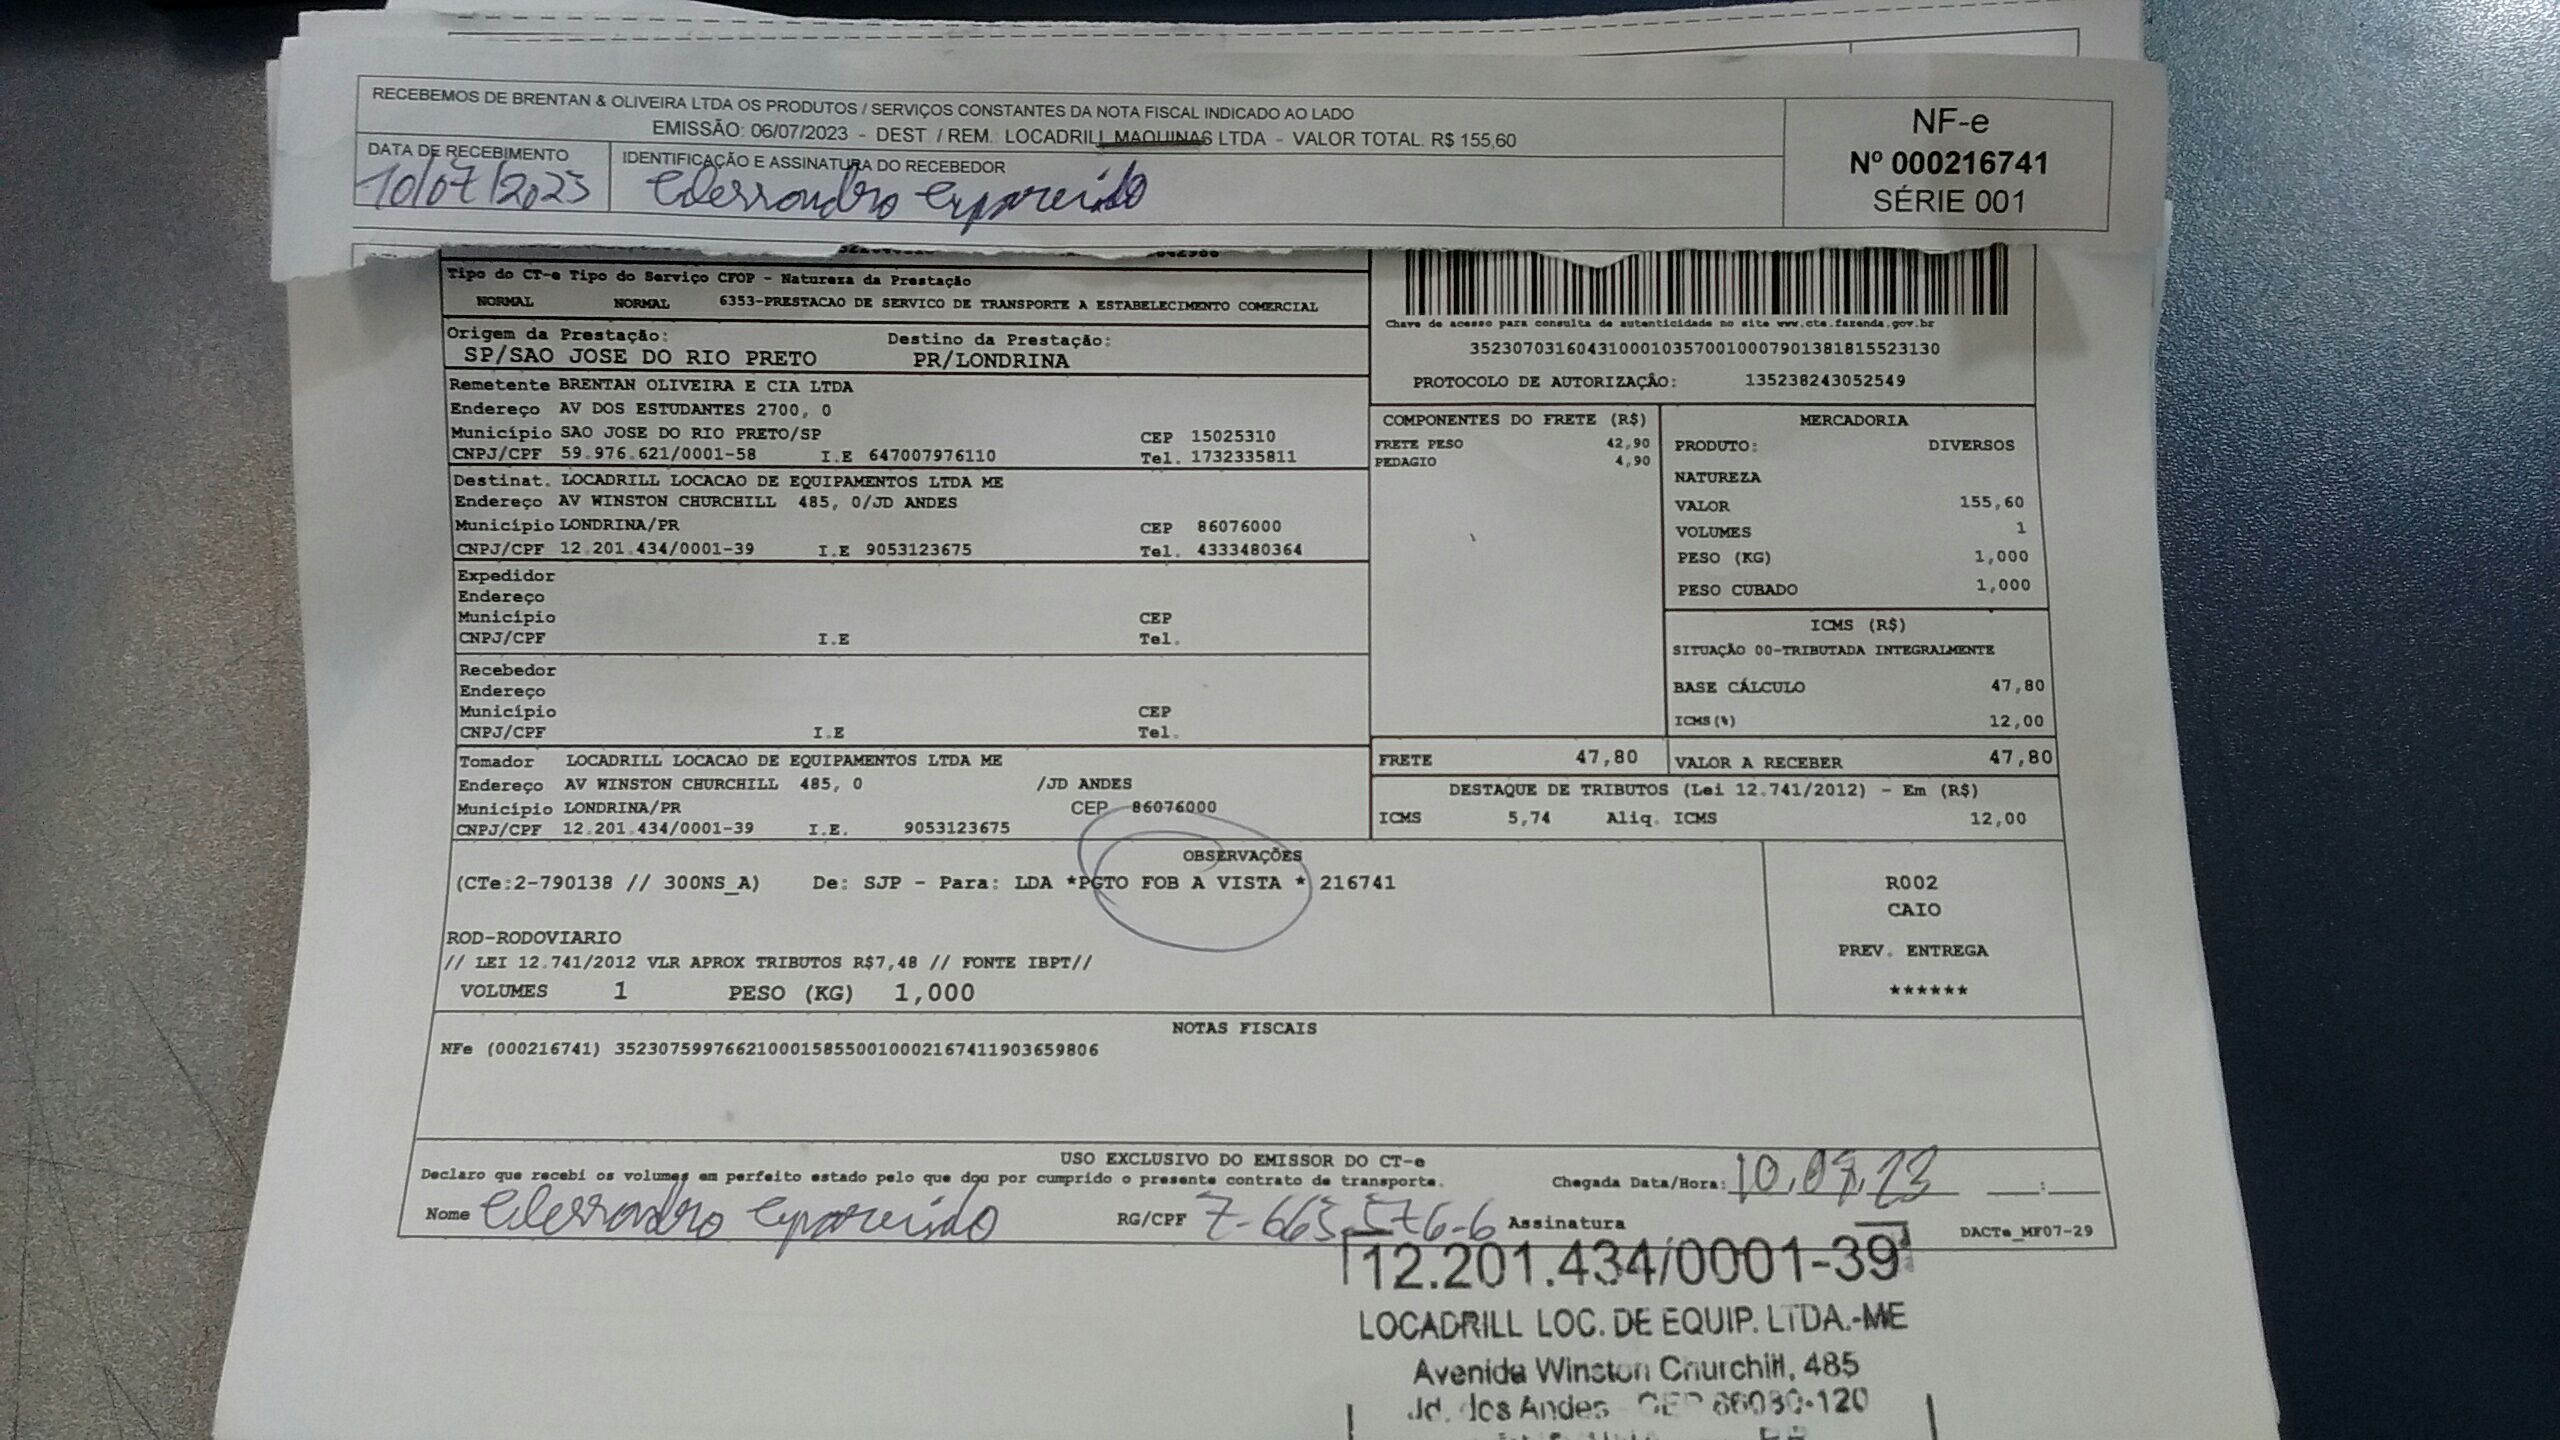 RECEBEMOS DE BRENTAN & OLIVEIRA LTDA OS PRODUTOS / SERVIÇOS CONSTANTES DA NOTA FISCAL INDICADO AO LADO
EMISSÃO: 06/07/2023 - DEST. / REM. LOCADRILL MAQUINAS LTDA - VALOR TOTAL. R$ 155,60
NF-e
Nº 000216741
SÉRIE 001
DATA DE RECEBIMENTO
10/07/2023
IDENTIFICAÇÃO E ASSINATURA DO RECEBEDOR
Tipo do CT-e Tipo do Serviço CFOP - Natureza da Prestação
NORMAL NORMAL 6353-PRESTACAO DE SERVICO DE TRANSPORTE A ESTABELECIMENTO COMERCIAL
Chave de acesso para consulta de autenticidade no site www.cte.fazenda.gov.br
35230703160431000103570010007901381815523130
PROTOCOLO DE AUTORIZAÇÃO: 135238243052549
Origem da Prestação: Destino da Prestação:
SP/SAO JOSE DO RIO PRETO PR/LONDRINA
Remetente BRENTAN OLIVEIRA E CIA LTDA
Endereço AV DOS ESTUDANTES 2700, 0
Município SAO JOSE DO RIO PRETO/SP CEP 15025310
CNPJ/CPF 59.976.621/0001-58 I.E 647007976110 Tel. 1732335811
Destinat. LOCADRILL LOCACAO DE EQUIPAMENTOS LTDA ME
Endereço AV WINSTON CHURCHILL 485, 0/JD ANDES
Município LONDRINA/PR CEP 86076000
CNPJ/CPF 12.201.434/0001-39 I.E 9053123675 Tel. 4333480364
Expedidor
Endereço
Município CEP
CNPJ/CPF I.E Tel.
Recebedor
Endereço
Município CEP
CNPJ/CPF I.E Tel.
Tomador LOCADRILL LOCACAO DE EQUIPAMENTOS LTDA ME
Endereço AV WINSTON CHURCHILL 485, 0 /JD ANDES
Município LONDRINA/PR CEP 86076000
CNPJ/CPF 12.201.434/0001-39 I.E. 9053123675
COMPONENTES DO FRETE (R$)
FRETE PESO 42,90
PEDAGIO 4,90
MERCADORIA
PRODUTO: DIVERSOS
NATUREZA
VALOR 155,60
VOLUMES 1
PESO (KG) 1,000
PESO CUBADO 1,000
ICMS (R$)
SITUAÇÃO 00-TRIBUTADA INTEGRALMENTE
BASE CÁLCULO 47,80
ICMS(%) 12,00
FRETE 47,80 VALOR A RECEBER 47,80
DESTAQUE DE TRIBUTOS (Lei 12.741/2012) - Em (R$)
ICMS 5,74 Aliq. ICMS 12,00
OBSERVAÇÕES
(CTe:2-790138 // 300NS_A) De: SJP - Para: LDA *PGTO FOB A VISTA * 216741
ROD-RODOVIARIO
// LEI 12.741/2012 VLR APROX TRIBUTOS R$7,48 // FONTE IBPT//
VOLUMES 1 PESO (KG) 1,000
R002
CAIO
PREV. ENTREGA
******
NOTAS FISCAIS
NFe (000216741) 35230759976621000158550010002167411903659806
USO EXCLUSIVO DO EMISSOR DO CT-e
Declaro que recebi os volumes em perfeito estado pelo que dou por cumprido o presente contrato de transporte.
Chegada Data/Hora: 10,07,23 __:__
Nome RG/CPF 7-663.576-6 Assinatura
DACTe_MF07-29
12.201.434/0001-39
LOCADRILL LOC. DE EQUIP. LTDA.-ME
Avenida Winston Churchill, 485
Jd. dos Andes - CEP 86080-120